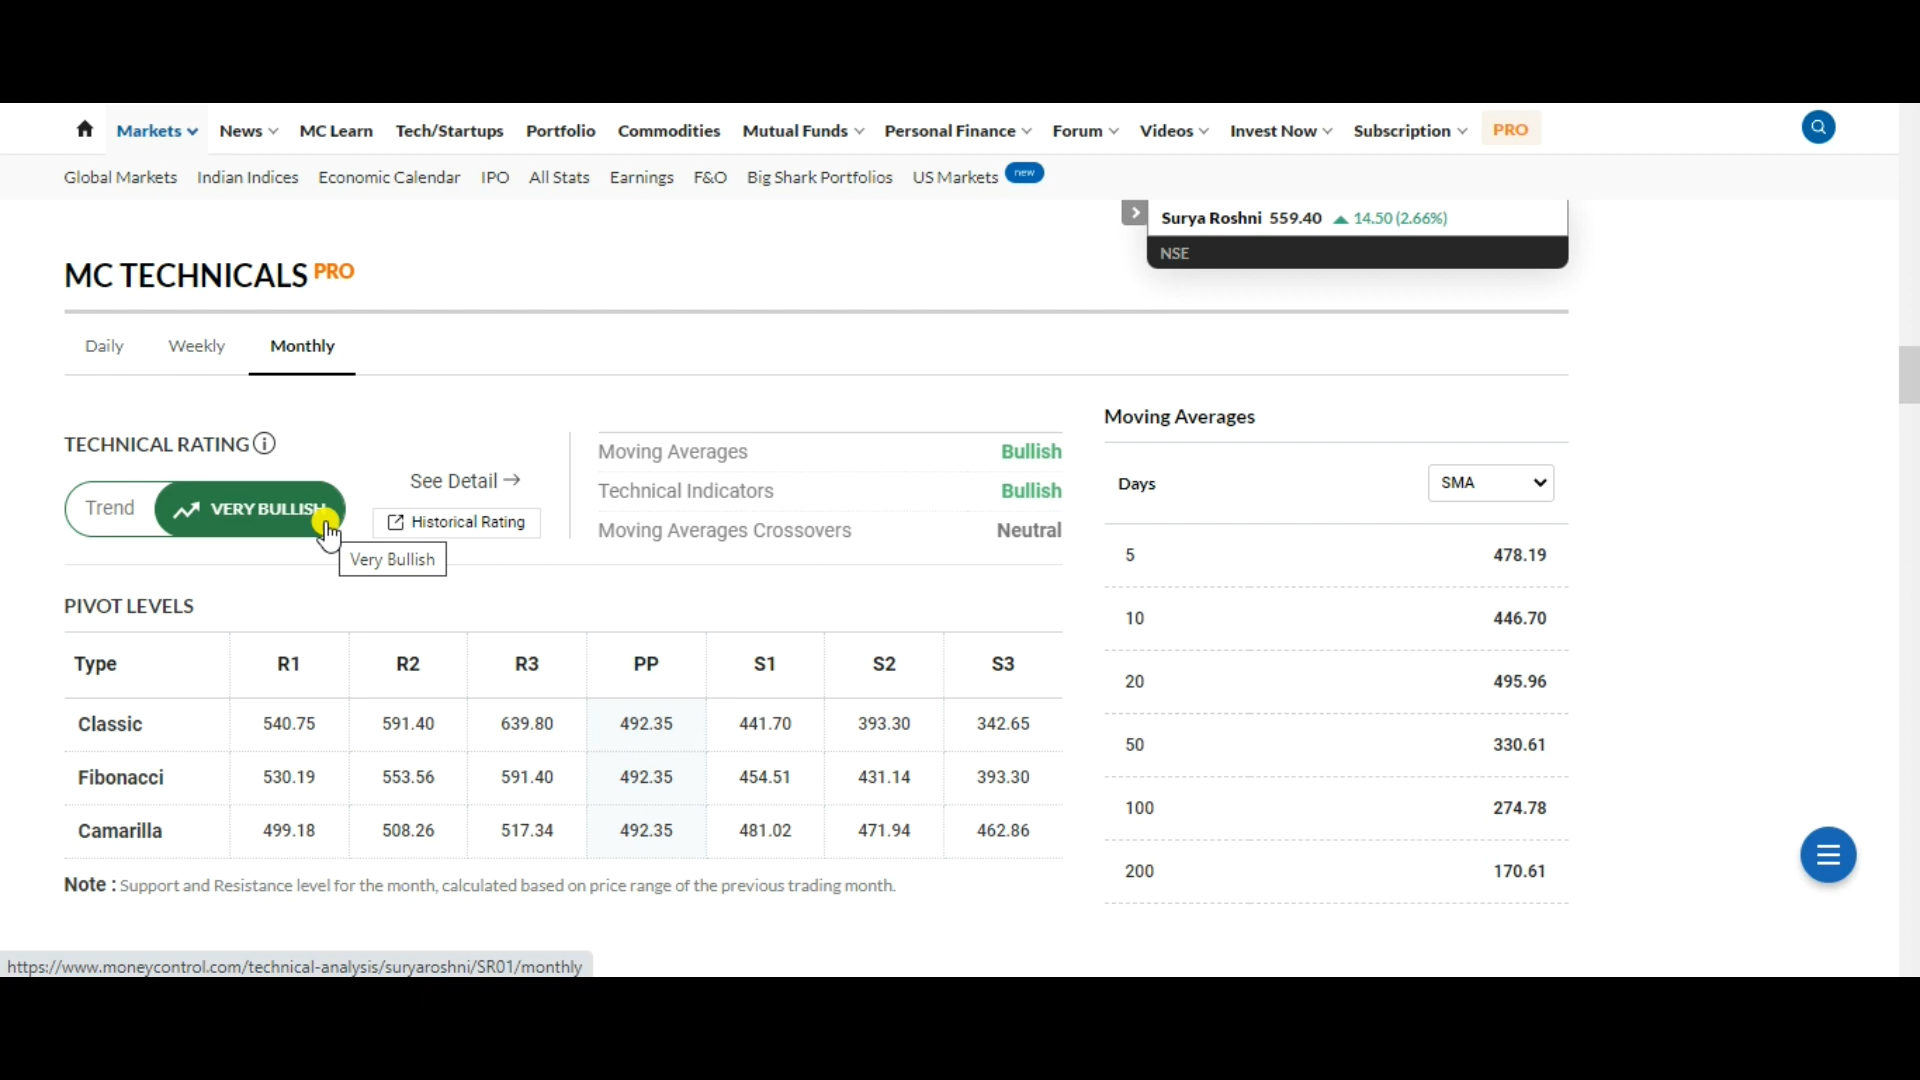 Markets News MC Learn Tech/Startups Portfolio Commodities Mutual Funds Personal Finance Forum Videos Invest Now Subscription PRO
Global Markets Indian Indices Economic Calendar IPO All Stats Earnings F&O Big Shark Portfolios US Markets new
Surya Roshni 559.40 14.50 (2.66%)
NSE
MC TECHNICALS PRO
Daily Weekly Monthly
TECHNICAL RATING
Trend VERY BULLISH
See Detail
Historical Rating
Very Bullish
Moving Averages Bullish
Technical Indicators Bullish
Moving Averages Crossovers Neutral
PIVOT LEVELS
Type R1 R2 R3 PP S1 S2 S3
Classic 540.75 591.40 639.80 492.35 441.70 393.30 342.65
Fibonacci 530.19 553.56 591.40 492.35 454.51 431.14 393.30
Camarilla 499.18 508.26 517.34 492.35 481.02 471.94 462.86
Note : Support and Resistance level for the month, calculated based on price range of the previous trading month.
Moving Averages
Days SMA
5 478.19
10 446.70
20 495.96
50 330.61
100 274.78
200 170.61
https://www.moneycontrol.com/technical-analysis/suryaroshni/SR01/monthly